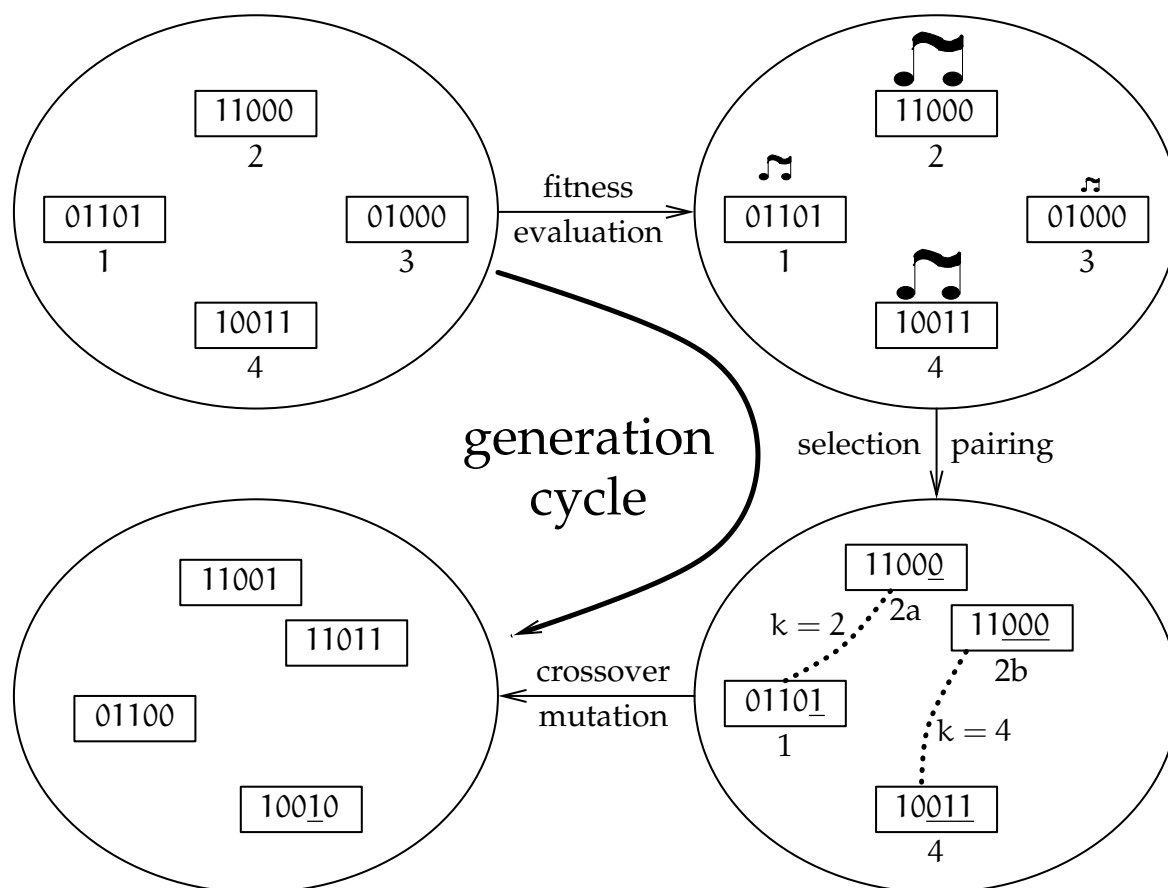 11000
2
01101
1
01000
3
10011
4
fitness
evaluation
11000
2
01101
1
01000
3
10011
4
generation
cycle
selection
pairing
11001
11011
01100
10010
crossover
mutation
11000
2a
k = 2
11000
2b
01101
1
k = 4
10011
4